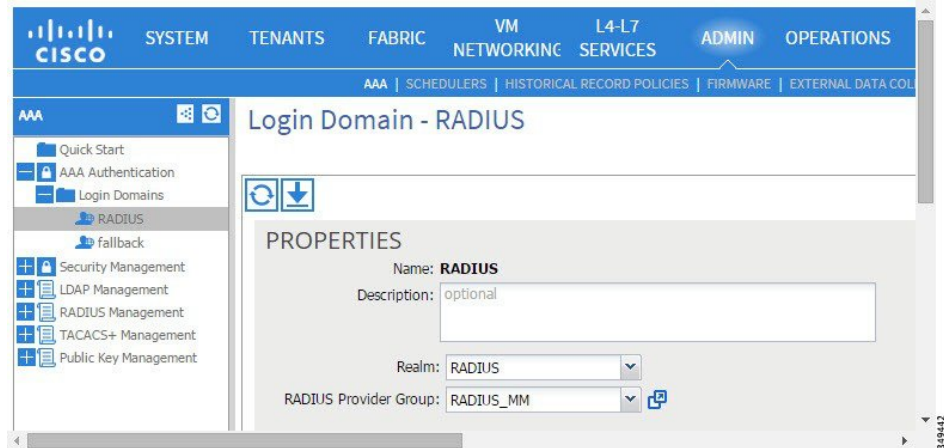 CISCO
SYSTEM TENANTS FABRIC VM NETWORKING L4-L7 SERVICES ADMIN OPERATIONS
AAA | SCHEDULERS | HISTORICAL RECORD POLICIES | FIRMWARE | EXTERNAL DATA COL
AAA
Quick Start
AAA Authentication
Login Domains
RADIUS
fallback
Security Management
LDAP Management
RADIUS Management
TACACS+ Management
Public Key Management
Login Domain - RADIUS
PROPERTIES
Name: RADIUS
Description: optional
Realm: RADIUS
RADIUS Provider Group: RADIUS_MM
349442